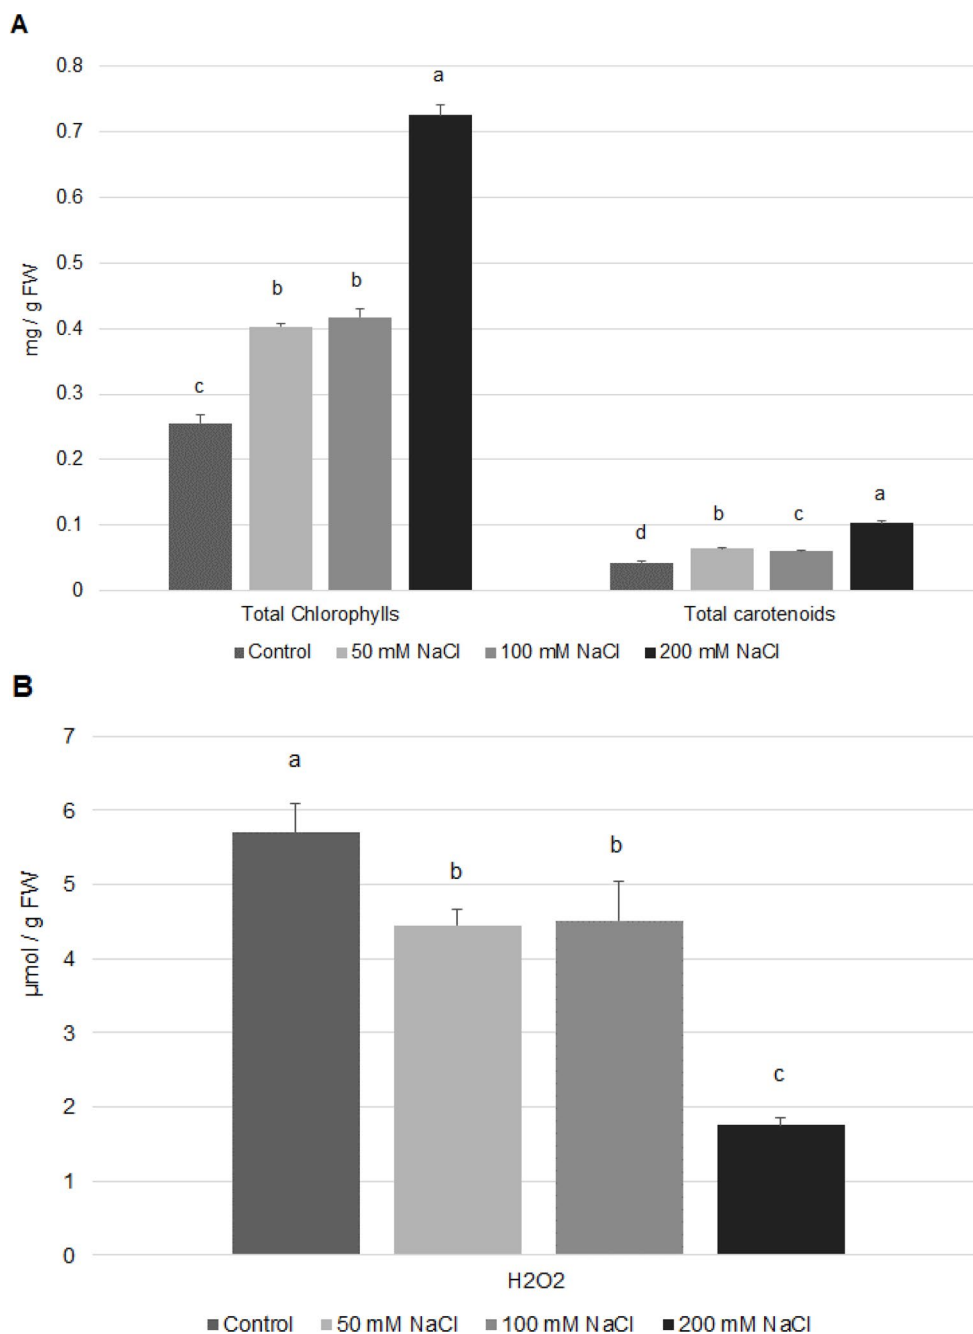 A
0.8
a
0.7
0.6
0.5
mg / g FW
b
b
0.4
c
0.3
0.2
a
b
c
d
0.1
0
Total Chlorophylls
Total carotenoids
Control 50 mM NaCl 100 mM NaCl 200 mM NaCl
B
7
a
6
b
b
5
µmol / g FW
4
3
c
2
1
0
H2O2
Control 50 mM NaCl 100 mM NaCl 200 mM NaCl